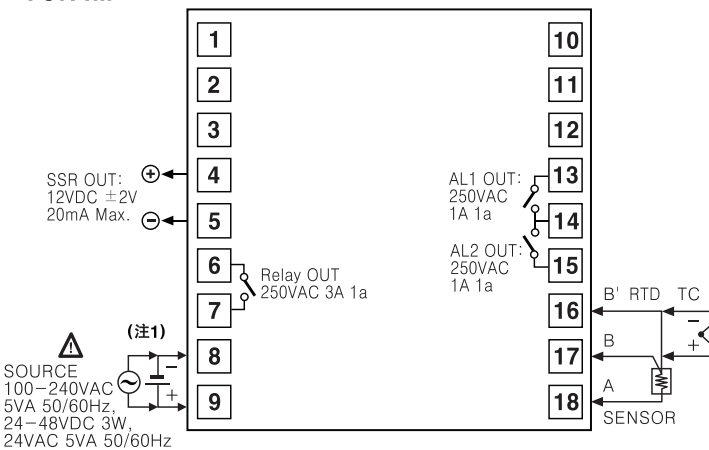 1
2
3
4
5
6
7
8
9
10
11
12
13
14
15
16
17
18
SSR OUT:
12VDC ±2V
20mA Max.
+
−
Relay OUT
250VAC 3A 1a
(注1)
−
+
SOURCE
100−240VAC
5VA 50/60Hz,
24−48VDC 3W,
24VAC 5VA 50/60Hz
AL1 OUT:
250VAC
1A 1a
AL2 OUT:
250VAC
1A 1a
B' RTD TC
−
+
B
A
SENSOR